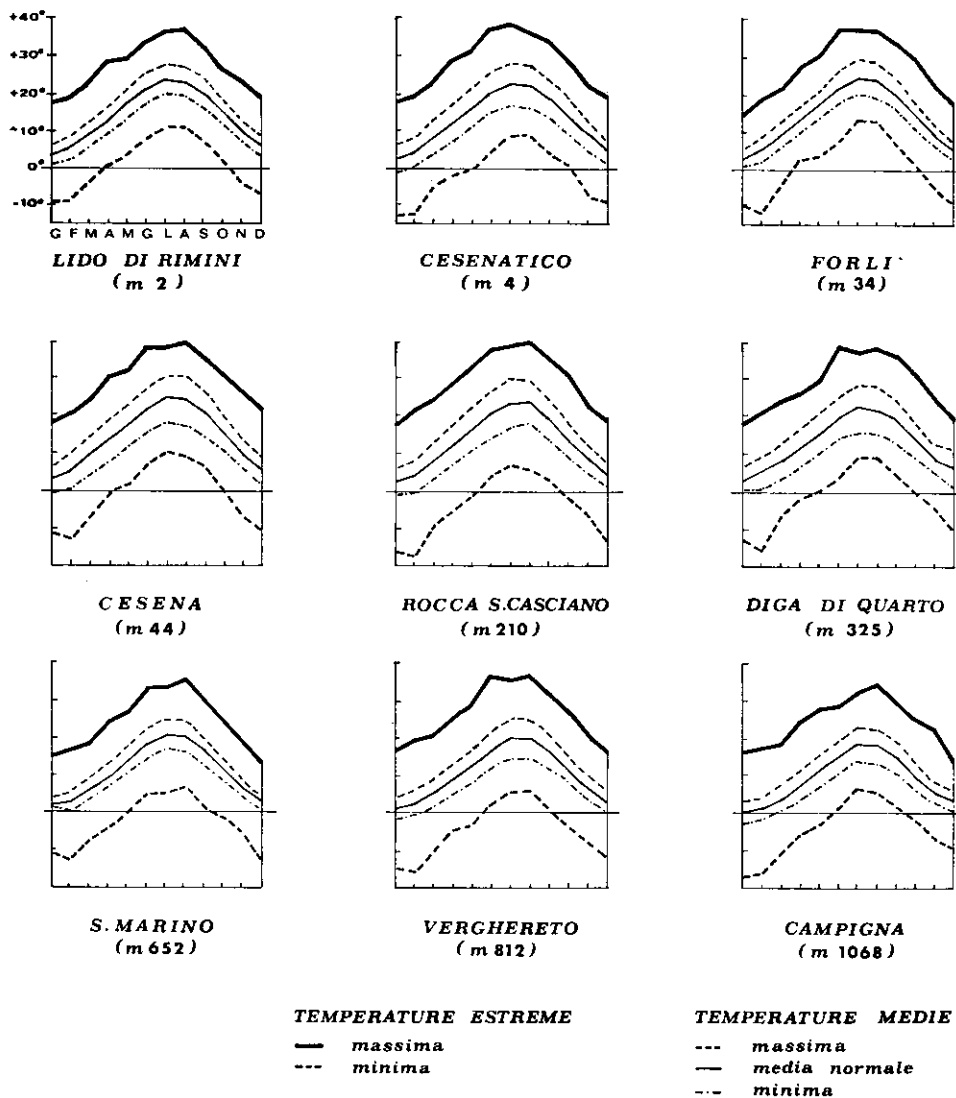 +40°
+30°
+20°
+10°
0°
-10°
G F M A M G L A S O N D
LIDO DI RIMINI
(m 2)
CESENATICO
(m 4)
FORLI`
(m 34)
CESENA
(m 44)
ROCCA S.CASCIANO
(m 210)
DIGA DI QUARTO
(m 325)
S. MARINO
(m 652)
VERGHERETO
(m 812)
CAMPIGNA
(m 1068)
TEMPERATURE ESTREME
massima
minima
TEMPERATURE MEDIE
massima
media normale
minima